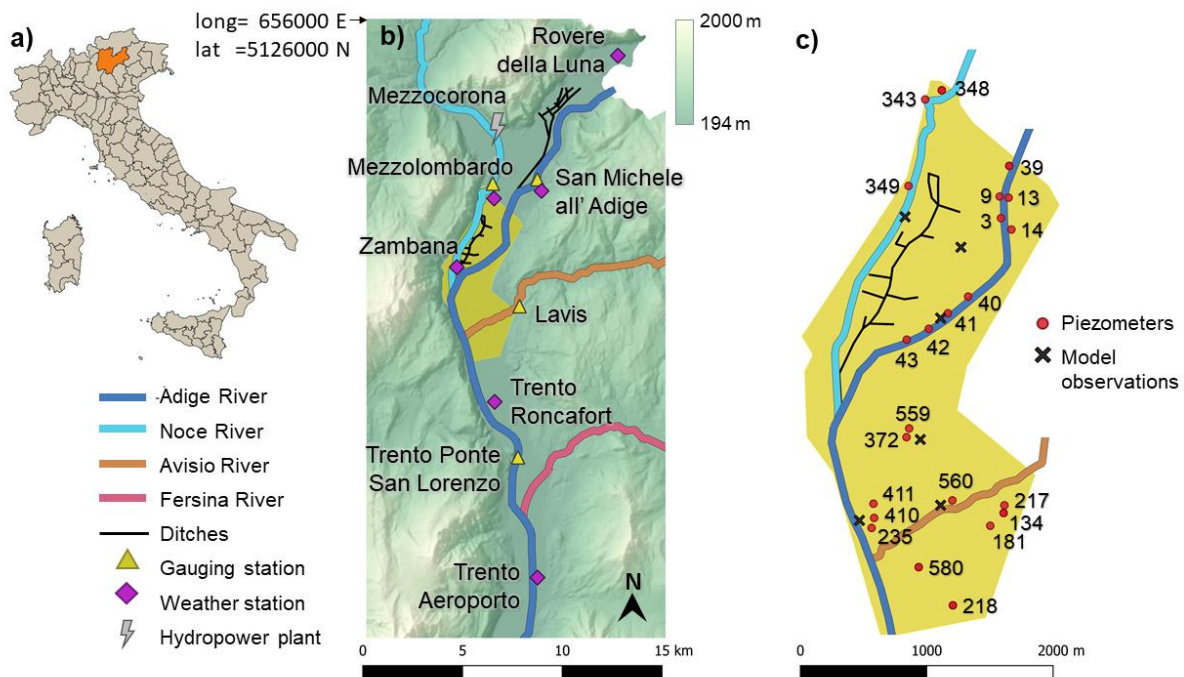 a)
long= 656000 E
lat =5126000 N
b)
Rovere
della Luna
2000 m
194 m
Mezzocorona
Mezzolombardo
San Michele
all' Adige
Zambana
Lavis
Trento
Roncafort
Trento Ponte
San Lorenzo
Trento
Aeroporto
N
0 5 10 15 km
Adige River
Noce River
Avisio River
Fersina River
Ditches
Gauging station
Weather station
Hydropower plant
c)
343
348
349
39
9
13
3
14
40
41
42
43
559
372
411
410
235
560
217
134
181
580
218
Piezometers
Model
observations
0 1000 2000 m